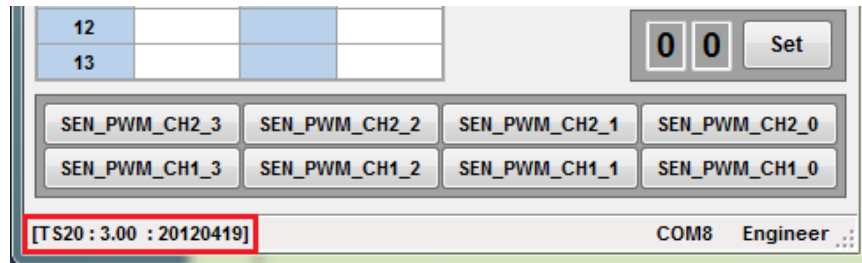 12
0 0 Set
13
SEN_PWM_CH2_3 SEN_PWM_CH2_2 SEN_PWM_CH2_1 SEN_PWM_CH2_0
SEN_PWM_CH1_3 SEN_PWM_CH1_2 SEN_PWM_CH1_1 SEN_PWM_CH1_0
[TS20 : 3.00 : 20120419] COM8 Engineer